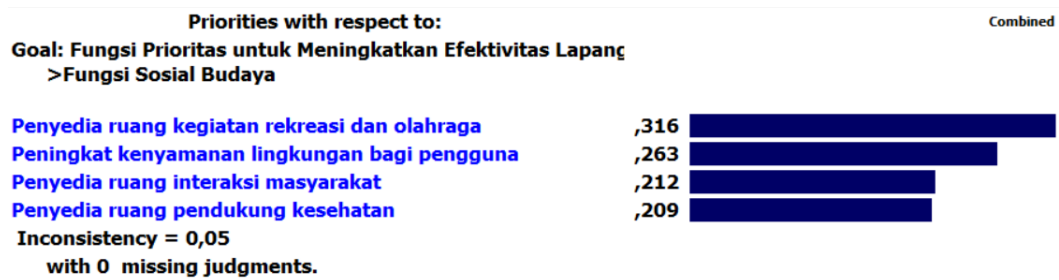 Priorities with respect to:
Combined
Goal: Fungsi Prioritas untuk Meningkatkan Efektivitas Lapang
>Fungsi Sosial Budaya
Penyedia ruang kegiatan rekreasi dan olahraga ,316
Peningkat kenyamanan lingkungan bagi pengguna ,263
Penyedia ruang interaksi masyarakat ,212
Penyedia ruang pendukung kesehatan ,209
Inconsistency = 0,05
with 0 missing judgments.